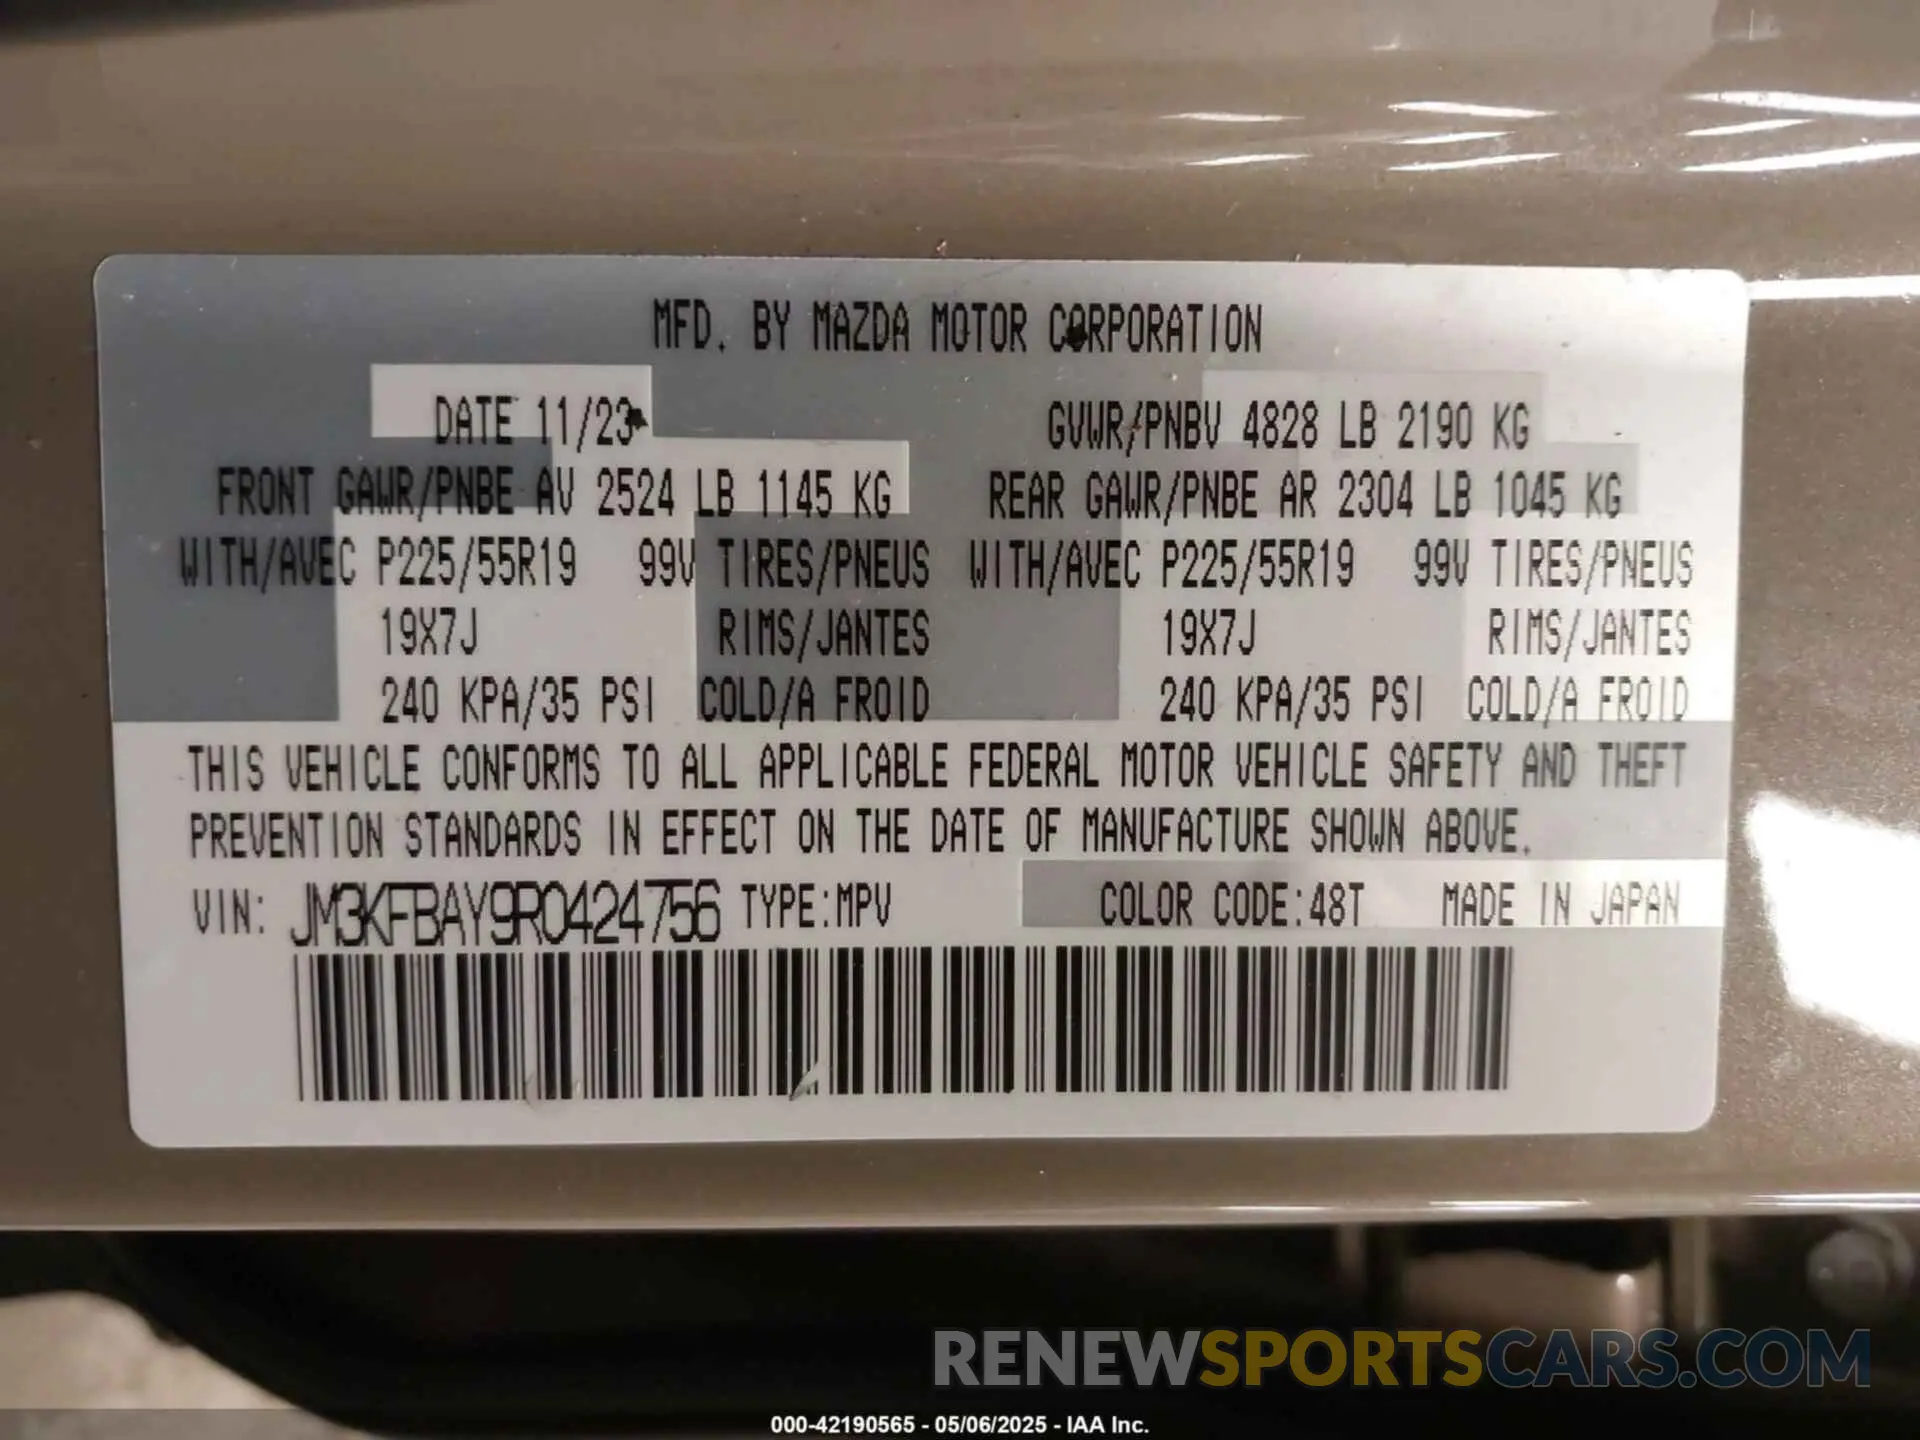 MFD. BY MAZDA MOTOR CORPORATION
DATE 11/23 GVWR/PNBV 4828 LB 2190 KG
FRONT GAWR/PNBE AV 2524 LB 1145 KG REAR GAWR/PNBE AR 2304 LB 1045 KG
WITH/AVEC P225/55R19 99V TIRES/PNEUS WITH/AVEC P225/55R19 99V TIRES/PNEUS
19X7J RIMS/JANTES 19X7J RIMS/JANTES
240 KPA/35 PSI COLD/A FROID 240 KPA/35 PSI COLD/A FROID
THIS VEHICLE CONFORMS TO ALL APPLICABLE FEDERAL MOTOR VEHICLE SAFETY AND THEFT
PREVENTION STANDARDS IN EFFECT ON THE DATE OF MANUFACTURE SHOWN ABOVE.
VIN: JM3KFBAY9R0424756 TYPE:MPV COLOR CODE:48T MADE IN JAPAN
RENEWSPORTSCARS.COM
000-42190565 - 05/06/2025 - IAA Inc.